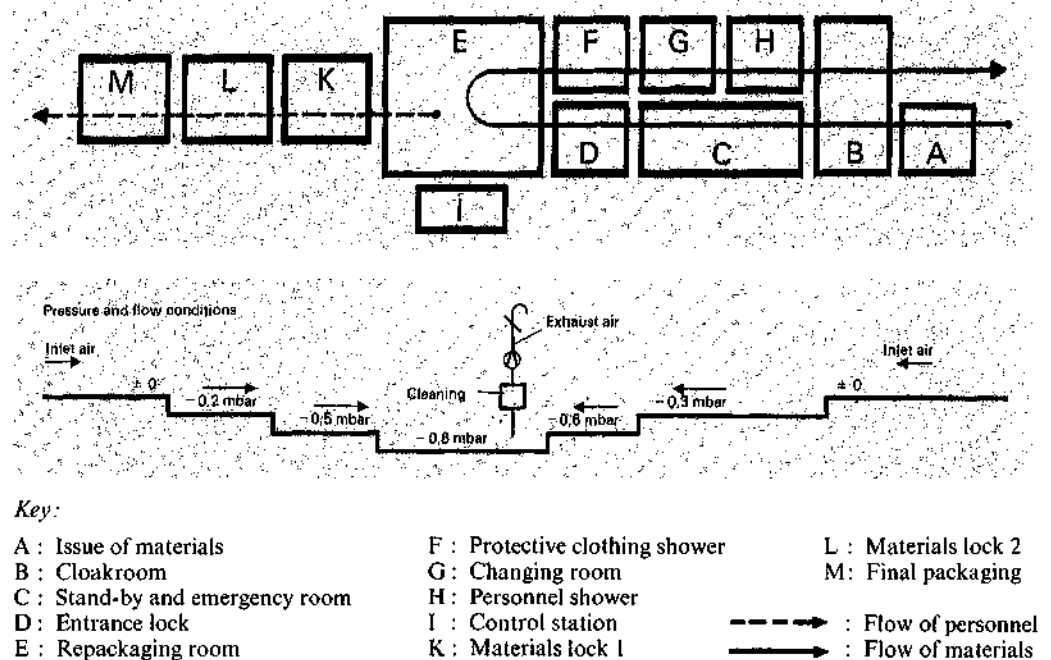 E F G H
M L K
D C B A
I
Pressure and flow conditions
Exhaust air
Inlet air Inlet air
± 0 Cleaning ± 0
−0,2 mbar −0,3 mbar
−0,5 mbar −0,6 mbar
−0,8 mbar
Key:
A : Issue of materials
B : Cloakroom
C : Stand-by and emergency room
D : Entrance lock
E : Repackaging room
F : Protective clothing shower
G : Changing room
H : Personnel shower
I : Control station
K : Materials lock 1
L : Materials lock 2
M: Final packaging
: Flow of personnel
: Flow of materials